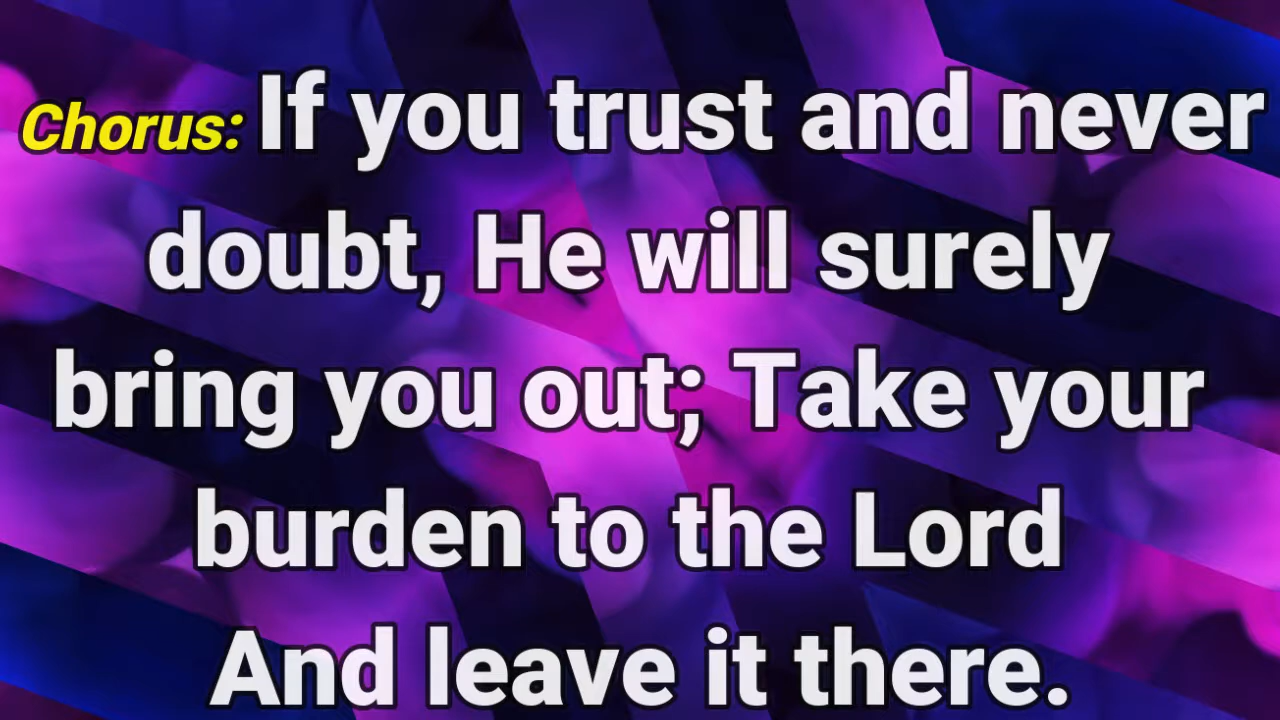 Chorus: If you trust and never
doubt, He will surely
bring you out; Take your
burden to the Lord
And leave it there.